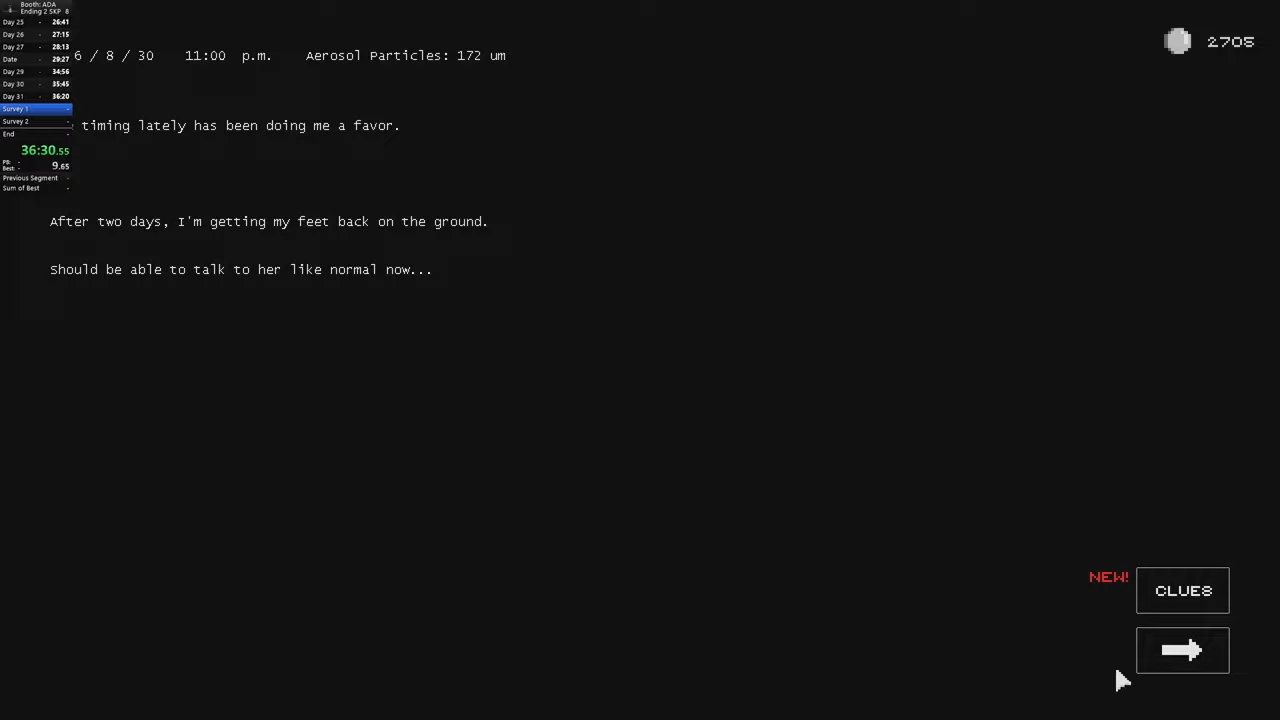 Booth: ADA
Ending 2 SKP 8
Day 25 - 26:41
Day 26 - 27:15
Day 27 - 28:13
Date - 29:27
Day 29 - 34:56
Day 30 - 35:45
Day 31 - 36:20
Survey 1 -
Survey 2 -
End -
36:30.55
PB: -
Best: - 9.65
Previous Segment -
Sum of Best -
6 / 8 / 30 11:00 p.m. Aerosol Particles: 172 um
2705
timing lately has been doing me a favor.
After two days, I'm getting my feet back on the ground.
Should be able to talk to her like normal now...
NEW!
CLUES